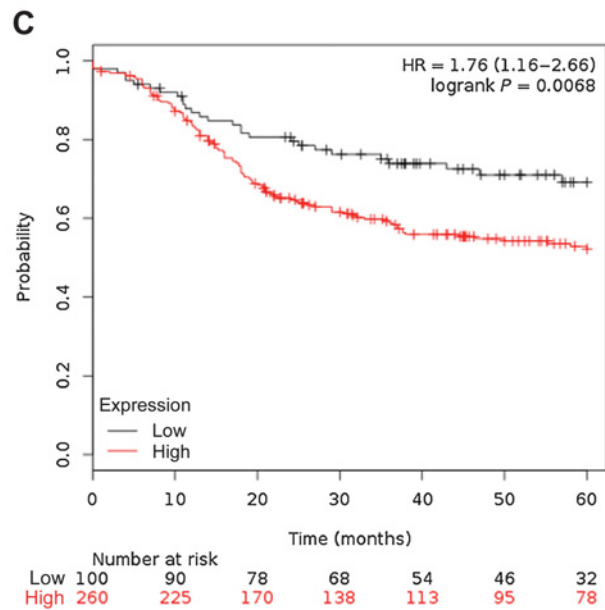 C
HR = 1.76 (1.16–2.66)
logrank P = 0.0068
1.0
0.8
0.6
0.4
0.2
0.0
Probability
Expression
Low
High
0 10 20 30 40 50 60
Time (months)
Number at risk
Low 100 90 78 68 54 46 32
High 260 225 170 138 113 95 78